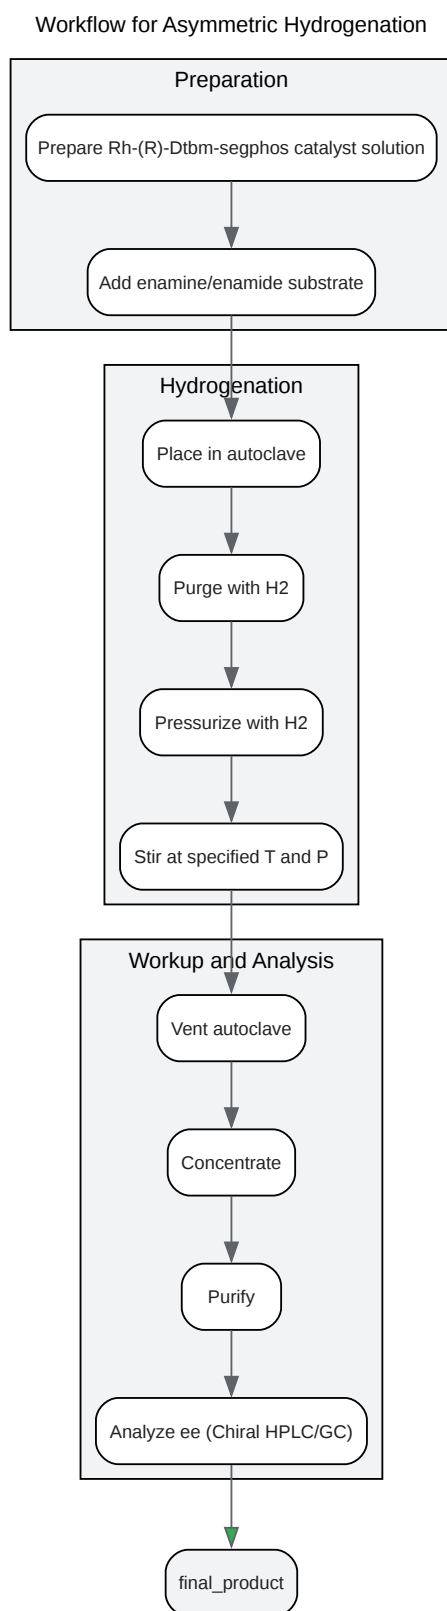 Workflow for Asymmetric Hydrogenation
Preparation
Prepare Rh-(R)-Dtbm-segphos catalyst solution
Add enamine/enamide substrate
Hydrogenation
Place in autoclave
Purge with H2
Pressurize with H2
Stir at specified T and P
Workup and Analysis
Vent autoclave
Concentrate
Purify
Analyze ee (Chiral HPLC/GC)
final_product